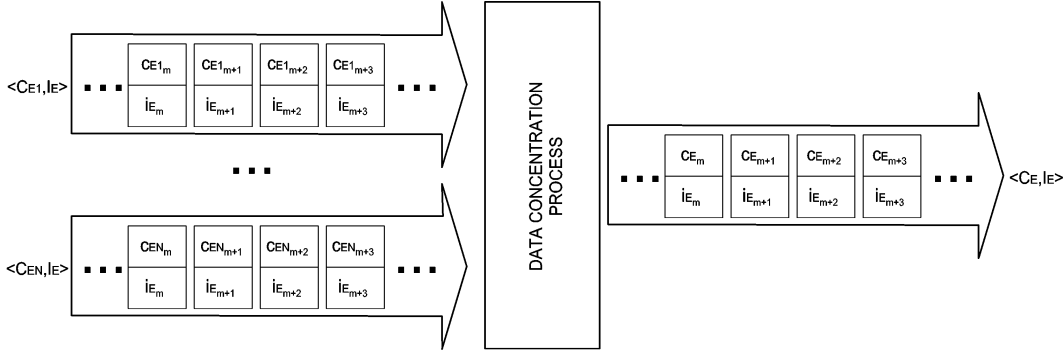 <CE1,IE>
... CE1m CE1m+1 CE1m+2 CE1m+3 ...
iEm iEm+1 iEm+2 iEm+3
...
<CEN,IE>
... CENm CENm+1 CENm+2 CENm+3 ...
iEm iEm+1 iEm+2 iEm+3
DATA CONCENTRATION
PROCESS
... CEm CEm+1 CEm+2 CEm+3 ...
iEm iEm+1 iEm+2 iEm+3
<CE,IE>